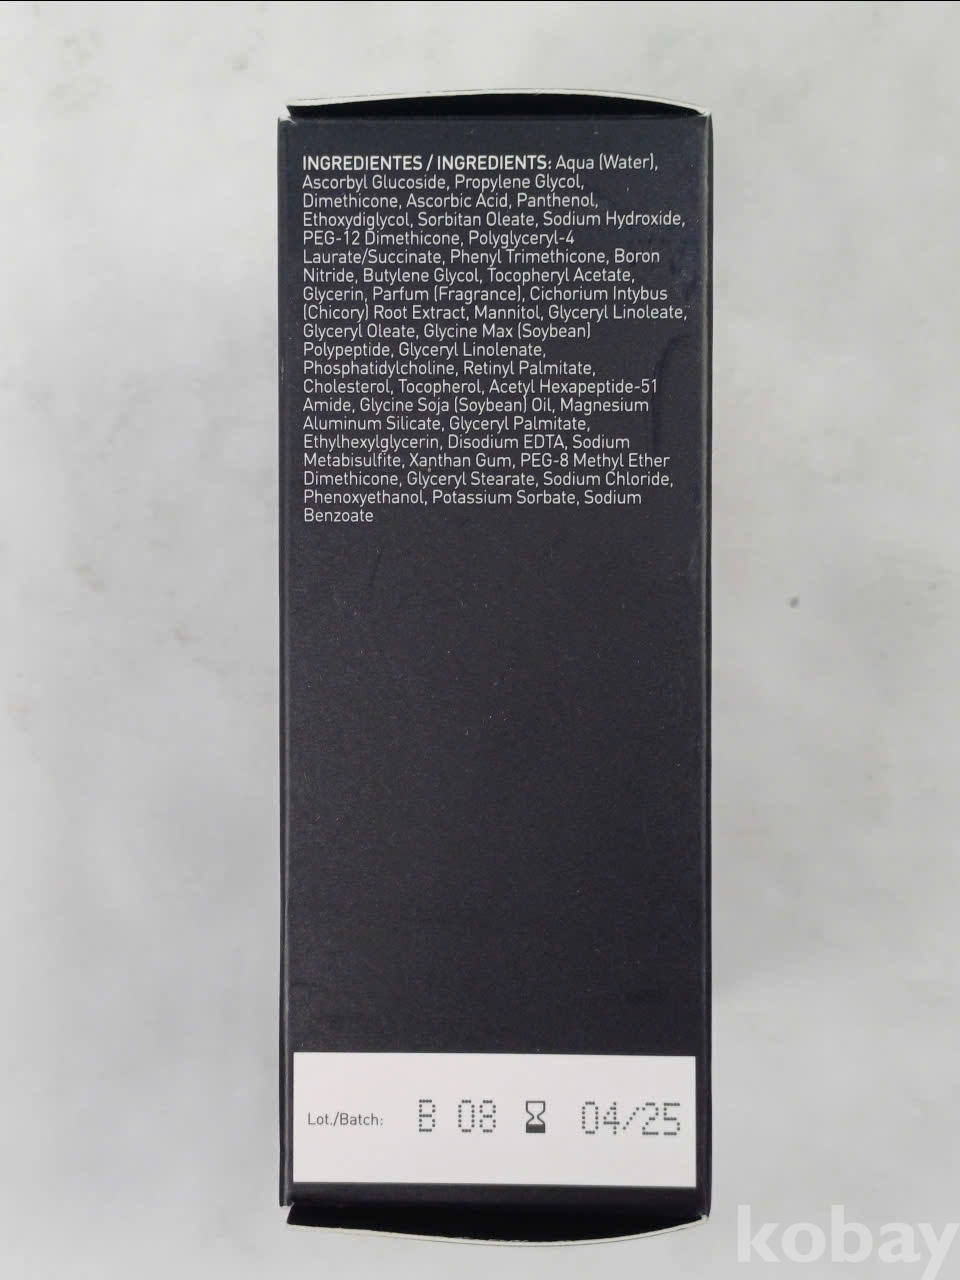 INGREDIENTES / INGREDIENTS: Aqua (Water),
Ascorbyl Glucoside, Propylene Glycol,
Dimethicone, Ascorbic Acid, Panthenol,
Ethoxydiglycol, Sorbitan Oleate, Sodium Hydroxide,
PEG-12 Dimethicone, Polyglyceryl-4
Laurate/Succinate, Phenyl Trimethicone, Boron
Nitride, Butylene Glycol, Tocopheryl Acetate,
Glycerin, Parfum (Fragrance), Cichorium Intybus
(Chicory) Root Extract, Mannitol, Glyceryl Linoleate,
Glyceryl Oleate, Glycine Max (Soybean)
Polypeptide, Glyceryl Linolenate,
Phosphatidylcholine, Retinyl Palmitate,
Cholesterol, Tocopherol, Acetyl Hexapeptide-51
Amide, Glycine Soja (Soybean) Oil, Magnesium
Aluminum Silicate, Glyceryl Palmitate,
Ethylhexylglycerin, Disodium EDTA, Sodium
Metabisulfite, Xanthan Gum, PEG-8 Methyl Ether
Dimethicone, Glyceryl Stearate, Sodium Chloride,
Phenoxyethanol, Potassium Sorbate, Sodium
Benzoate
Lot./Batch: B 08 04/25
kobay